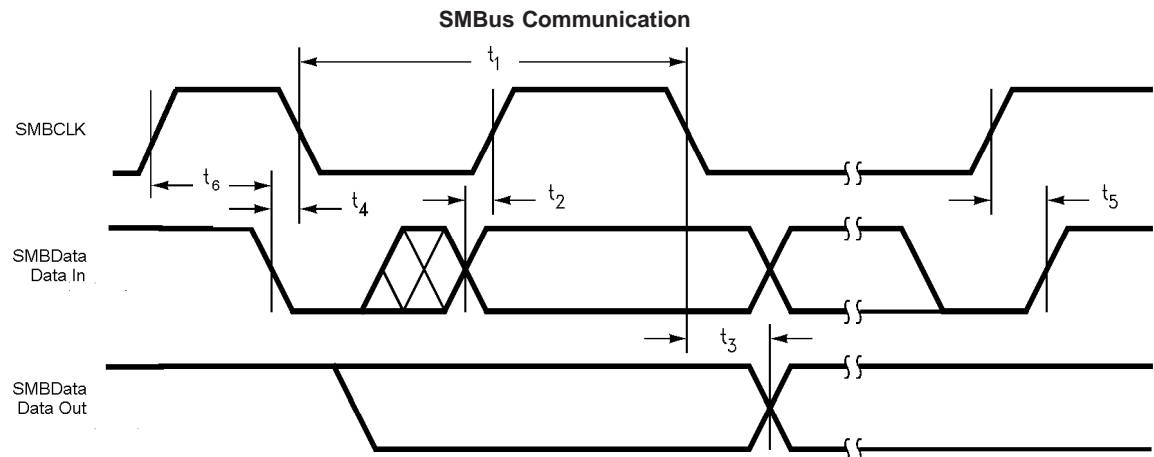 SMBus Communication
t1
SMBCLK
t6
t4
t2
t5
SMBData
Data In
t3
SMBData
Data Out